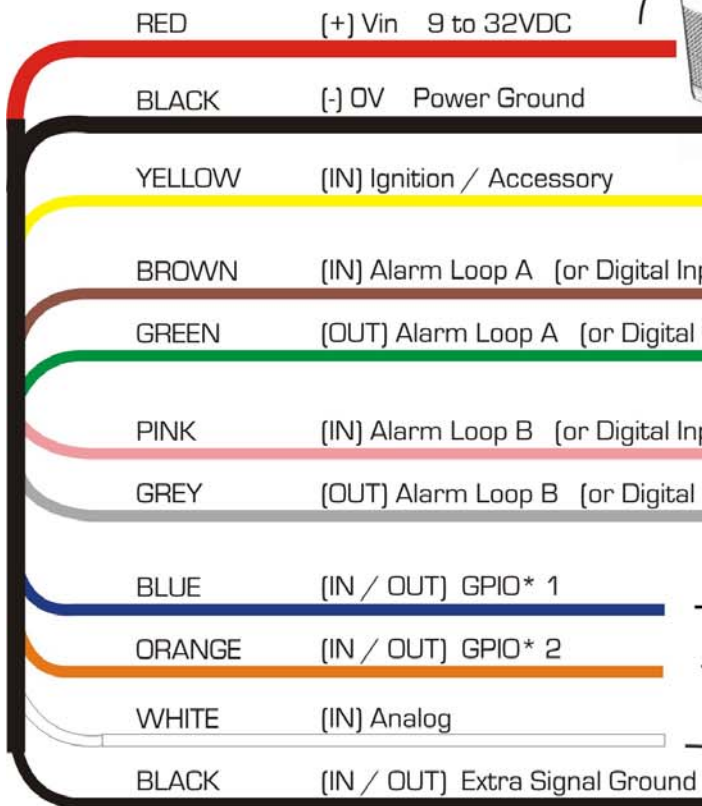 RED (+) Vin 9 to 32VDC
BLACK (-) 0V Power Ground
YELLOW (IN) Ignition / Accessory
BROWN (IN) Alarm Loop A (or Digital Inp
GREEN (OUT) Alarm Loop A (or Digital
PINK (IN) Alarm Loop B (or Digital Inp
GREY (OUT) Alarm Loop B (or Digital
BLUE (IN / OUT) GPIO* 1
ORANGE (IN / OUT) GPIO* 2
WHITE (IN) Analog
BLACK (IN / OUT) Extra Signal Ground